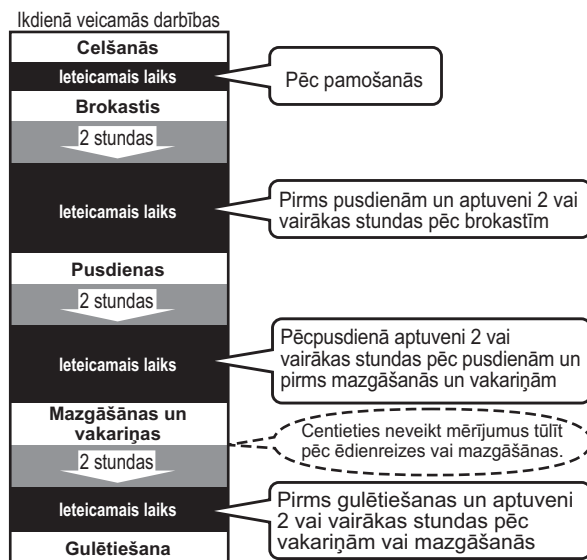 Ikdienā veicamās darbības
Celšanās
Ieteicamais laiks
Pēc pamošanās
Brokastis
2 stundas
Ieteicamais laiks
Pirms pusdienām un aptuveni 2 vai
vairākas stundas pēc brokastīm
Pusdienas
2 stundas
Ieteicamais laiks
Pēcpusdienā aptuveni 2 vai
vairākas stundas pēc pusdienām un
pirms mazgāšanās un vakariņām
Mazgāšānas un
vakariņas
Centieties neveikt mērījumus tūlīt
pēc ēdienreizes vai mazgāšānas.
2 stundas
Ieteicamais laiks
Pirms gulētiešanas un aptuveni
2 vai vairākas stundas pēc
vakariņām vai mazgāšanās
Gulētiešana